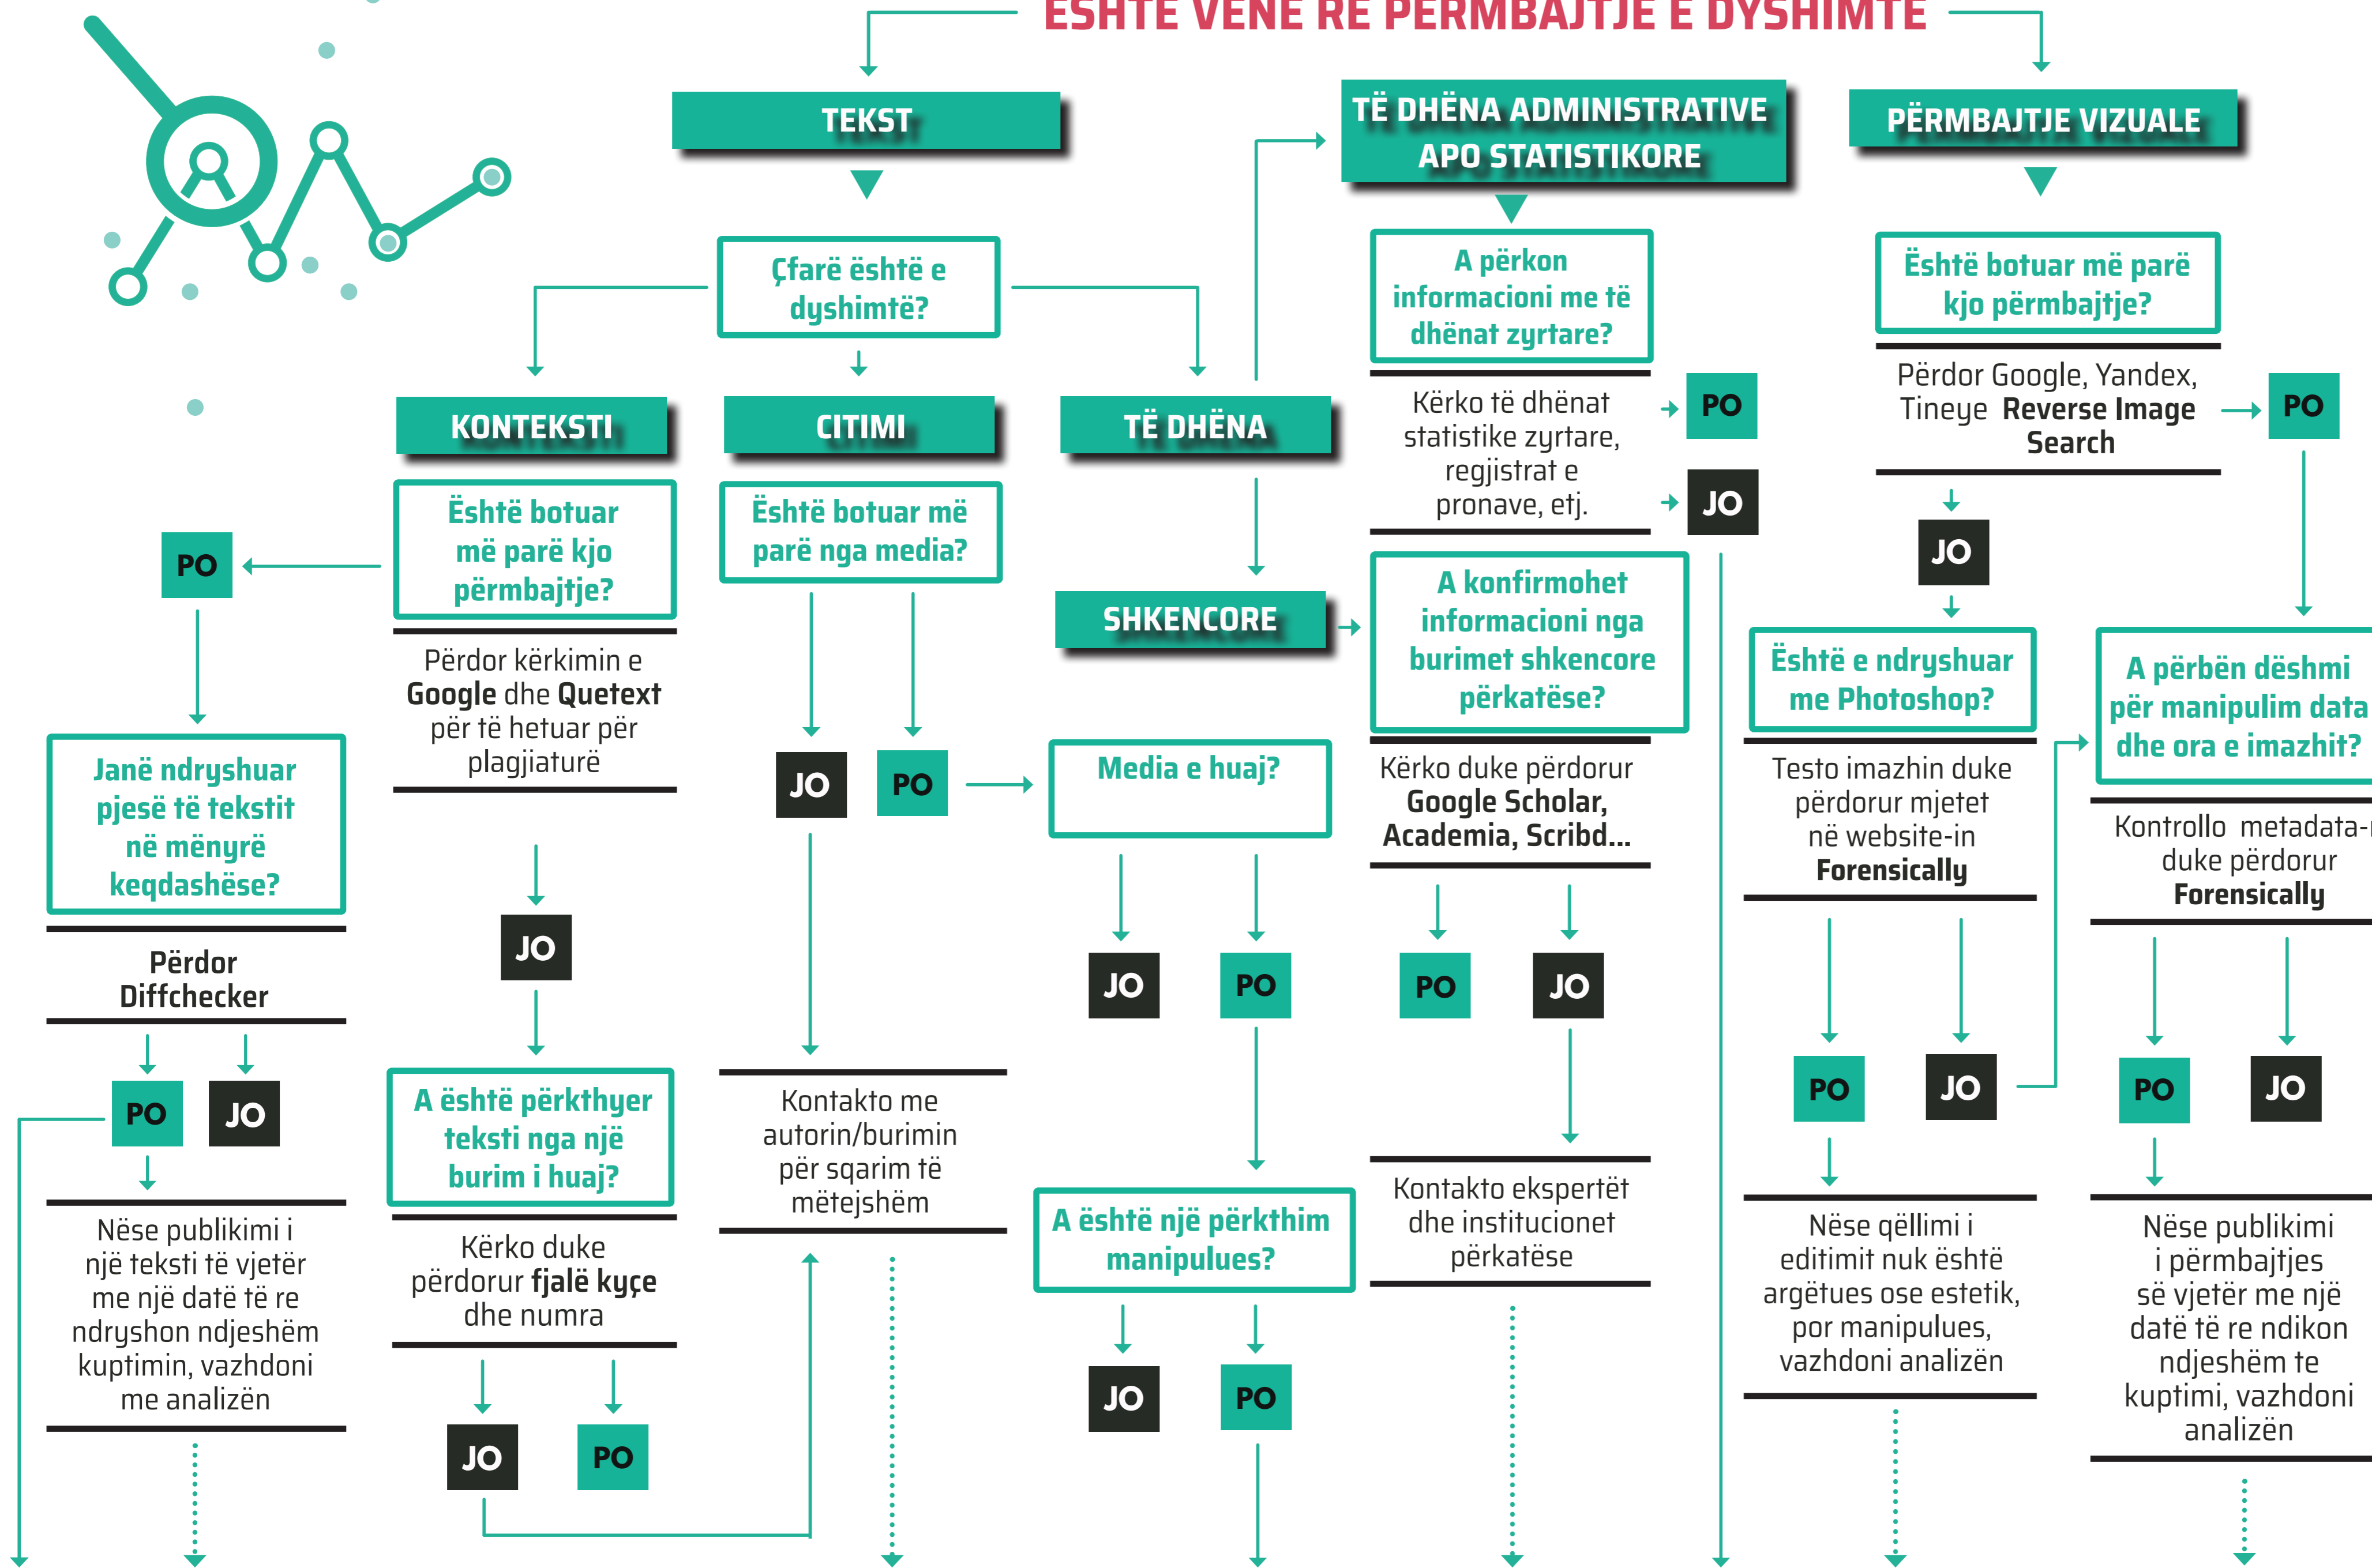 ËSHTË VËNË RE PËRMBAJTJE E DYSHIMTË
TEKST
Çfarë është e
dyshimtë?
KONTEKSTI
Është botuar
më parë kjo
përmbajtje?
Përdor kërkimin e
Google dhe Quetext
për të hetuar për
plagjiaturë
PO
Janë ndryshuar
pjesë të tekstit
në mënyrë
keqdashëse?
Përdor
Diffchecker
PO
JO
Nëse publikimi i
një teksti të vjetër
me një datë të re
ndryshon ndjeshëm
kuptimin, vazhdoni
me analizën
JO
A është përkthyer
teksti nga një
burim i huaj?
Kërko duke
përdorur fjalë kyçe
dhe numra
JO
PO
CITIMI
Është botuar më
parë nga media?
JO
PO
Kontakto me
autorin/burimin
për sqarim të
mëtejshëm
Media e huaj?
JO
PO
A është një përkthim
manipulues?
JO
PO
TË DHËNA
SHKENCORE
TË DHËNA ADMINISTRATIVE
APO STATISTIKORE
A përkon
informacioni me të
dhënat zyrtare?
Kërko të dhënat
statistike zyrtare,
regjistrat e
pronave, etj.
PO
JO
A konfirmohet
informacioni nga
burimet shkencore
përkatëse?
Kërko duke përdorur
Google Scholar,
Academia, Scribd...
PO
JO
Kontakto ekspertët
dhe institucionet
përkatëse
PËRMBAJTJE VIZUALE
Është botuar më parë
kjo përmbajtje?
Përdor Google, Yandex,
Tineye Reverse Image
Search
PO
JO
Është e ndryshuar
me Photoshop?
Testo imazhin duke
përdorur mjetet
në website-in
Forensically
PO
JO
Nëse qëllimi i
editimit nuk është
argëtues ose estetik,
por manipulues,
vazhdoni analizën
A përbën dëshmi
për manipulim data
dhe ora e imazhit?
Kontrollo
duke përdorur
Forensically
PO
JO
Nëse publikimi
i përmbajtjes
së vjetër me një
datë të re ndikon
ndjeshëm te
kuptimi, vazhdoni
analizën